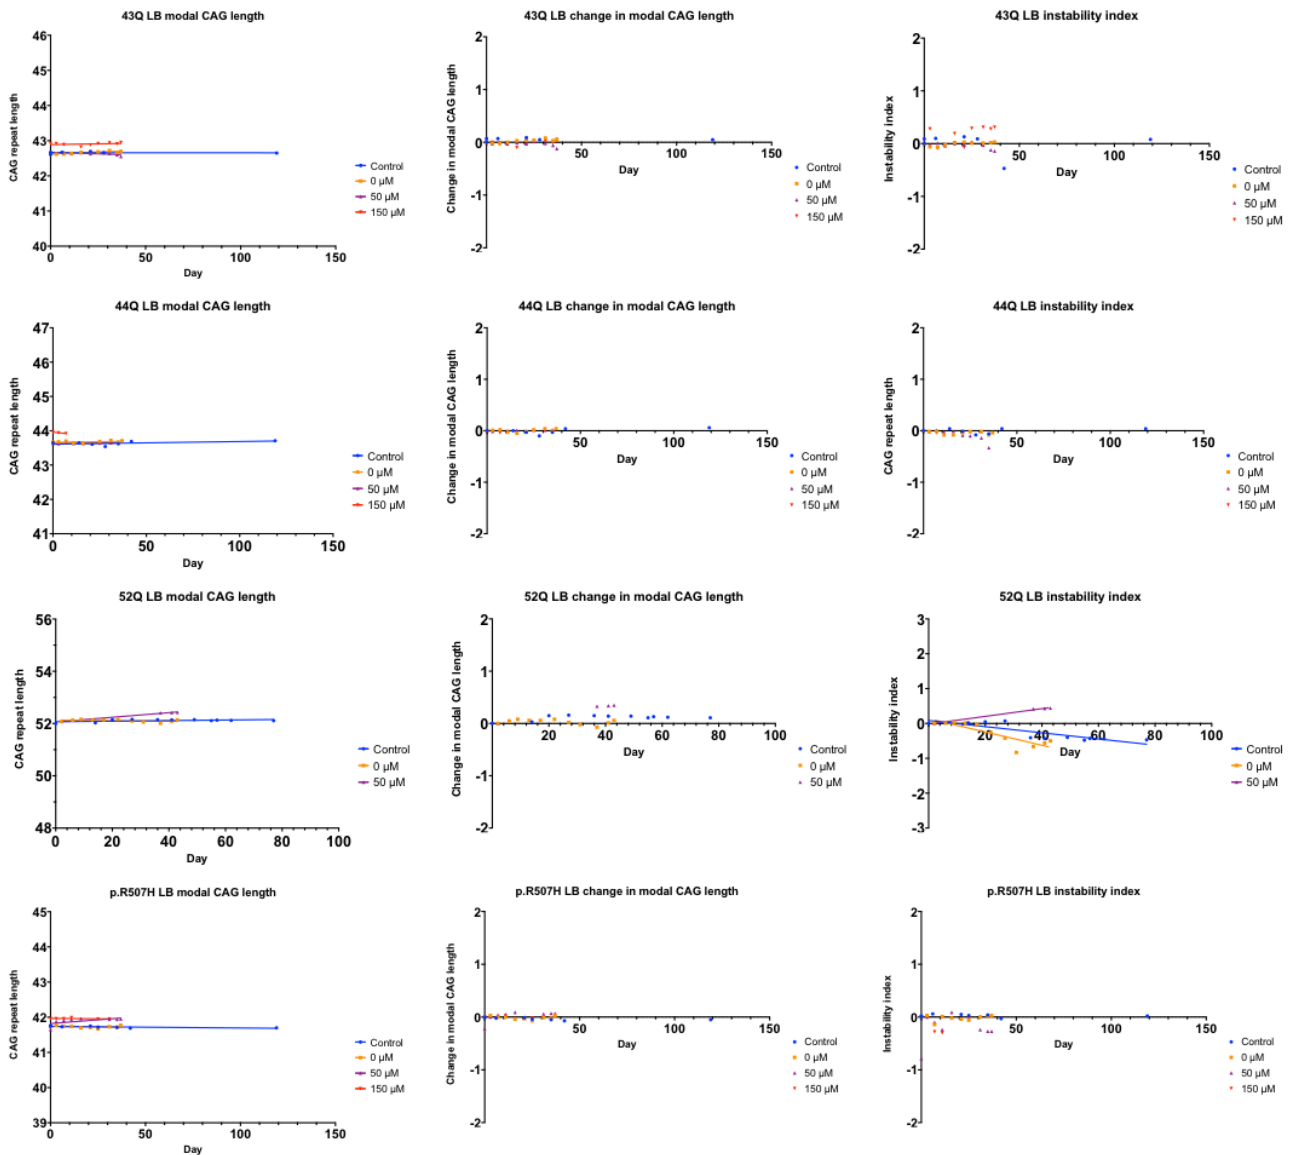 43Q LB modal CAG length
46
45
44
43
42
41
40
0
50
100
150
CAG repeat length
Day
Control
0 µM
50 µM
150 µM
43Q LB change in modal CAG length
2
1
0
-1
-2
50
100
150
Change in modal CAG length
Day
Control
0 µM
50 µM
150 µM
43Q LB instability index
2
1
0
-1
-2
50
100
150
Instability index
Day
Control
0 µM
50 µM
150 µM
44Q LB modal CAG length
47
46
45
44
43
42
41
0
50
100
150
CAG repeat length
Day
Control
0 µM
50 µM
150 µM
44Q LB change in modal CAG length
2
1
0
-1
-2
50
100
150
Change in modal CAG length
Day
Control
0 µM
50 µM
150 µM
44Q LB instability index
2
1
0
-1
-2
50
100
150
CAG repeat length
Day
Control
0 µM
50 µM
150 µM
52Q LB modal CAG length
56
54
52
50
48
0
20
40
60
80
100
CAG repeat length
Day
Control
0 µM
50 µM
52Q LB change in modal CAG length
2
1
0
-1
-2
20
40
60
80
100
Change in modal CAG length
Day
Control
0 µM
50 µM
52Q LB instability index
3
2
1
0
-1
-2
-3
20
40
60
80
100
Instability index
Day
Control
0 µM
50 µM
p.R507H LB modal CAG length
45
44
43
42
41
40
39
0
50
100
150
CAG repeat length
Day
Control
0 µM
50 µM
150 µM
p.R507H LB change in modal CAG length
2
1
0
-1
-2
50
100
150
Change in modal CAG length
Day
Control
0 µM
50 µM
150 µM
p.R507H LB instability index
2
1
0
-1
-2
50
100
150
Instability index
Day
Control
0 µM
50 µM
150 µM